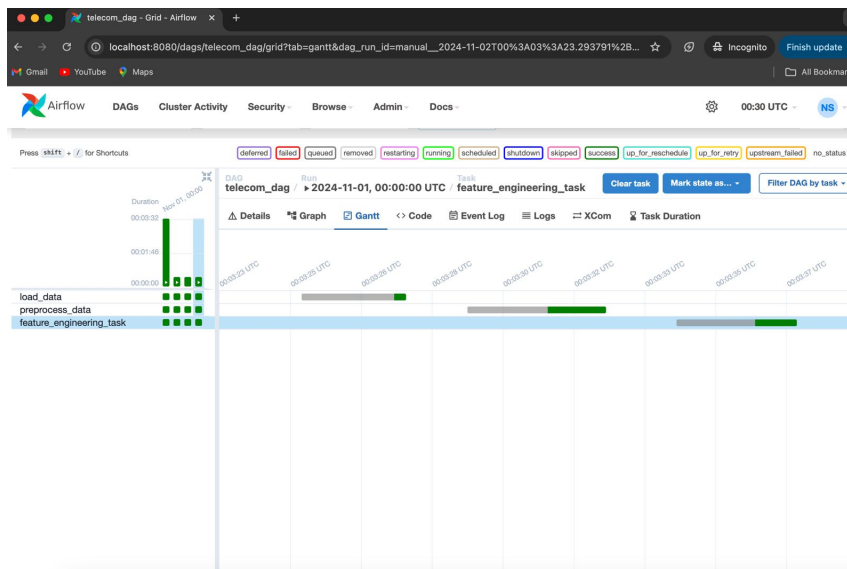 telecom_dag - Grid - Airflow
localhost:8080/dags/telecom_dag/grid?tab=gantt&dag_run_id=manual__2024-11-02T00%3A03%3A23.293791%2B...
Incognito
Finish update
Gmail YouTube Maps
All Bookmar
Airflow DAGs Cluster Activity Security Browse Admin Docs 00:30 UTC NS
Press shift + / for Shortcuts
deferred failed queued removed restarting running scheduled shutdown skipped success up_for_reschedule up_for_retry upstream_failed no_status
DAG Run Task
telecom_dag / 2024-11-01, 00:00:00 UTC / feature_engineering_task
Clear task Mark state as... Filter DAG by task
Duration
Nov 01, 00:00
00:03:32
00:01:46
00:00:00
Details Graph Gantt Code Event Log Logs XCom Task Duration
00:03:23 UTC 00:03:25 UTC 00:03:26 UTC 00:03:28 UTC 00:03:30 UTC 00:03:32 UTC 00:03:33 UTC 00:03:35 UTC 00:03:37 UTC
load_data
preprocess_data
feature_engineering_task